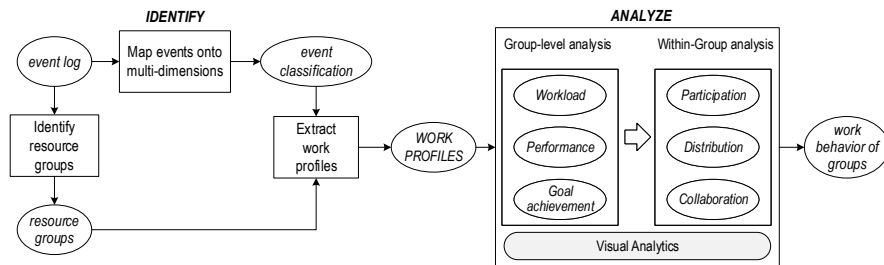 IDENTIFY
event log
Map events onto
multi-dimensions
event
classification
Identify
resource
groups
resource
groups
Extract
work
profiles
WORK
PROFILES
ANALYZE
Group-level analysis
Workload
Performance
Goal
achievement
Within-Group analysis
Participation
Distribution
Collaboration
Visual Analytics
work
behavior of
groups